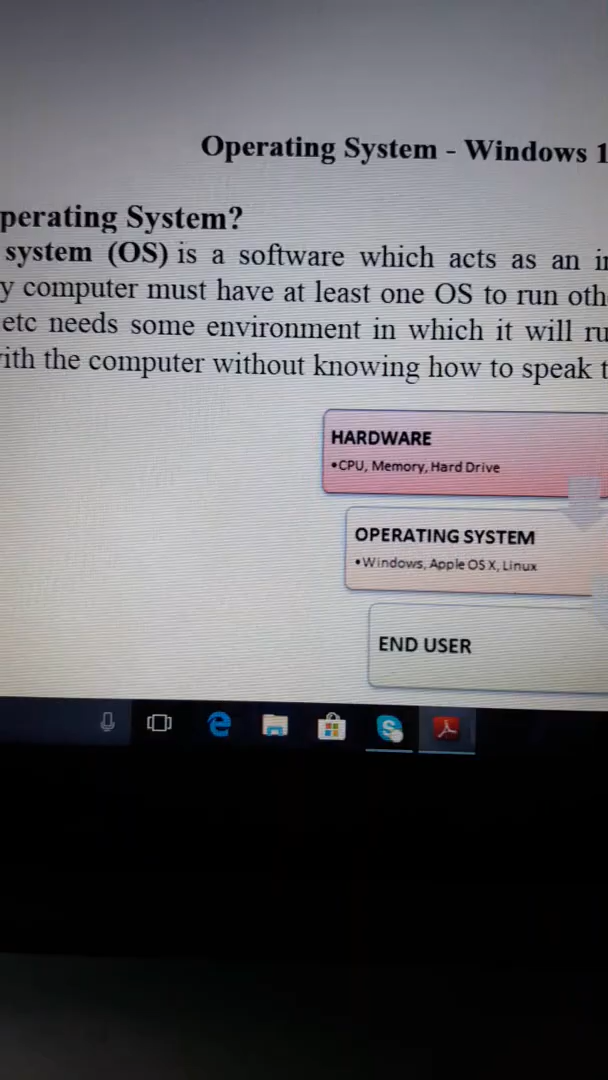 Operating System - Windows 1
perating System?
system (OS) is a software which acts as an in
y computer must have at least one OS to run oth
etc needs some environment in which it will ru
ith the computer without knowing how to speak t
HARDWARE
•CPU, Memory, Hard Drive
OPERATING SYSTEM
•Windows, Apple OS X, Linux
END USER